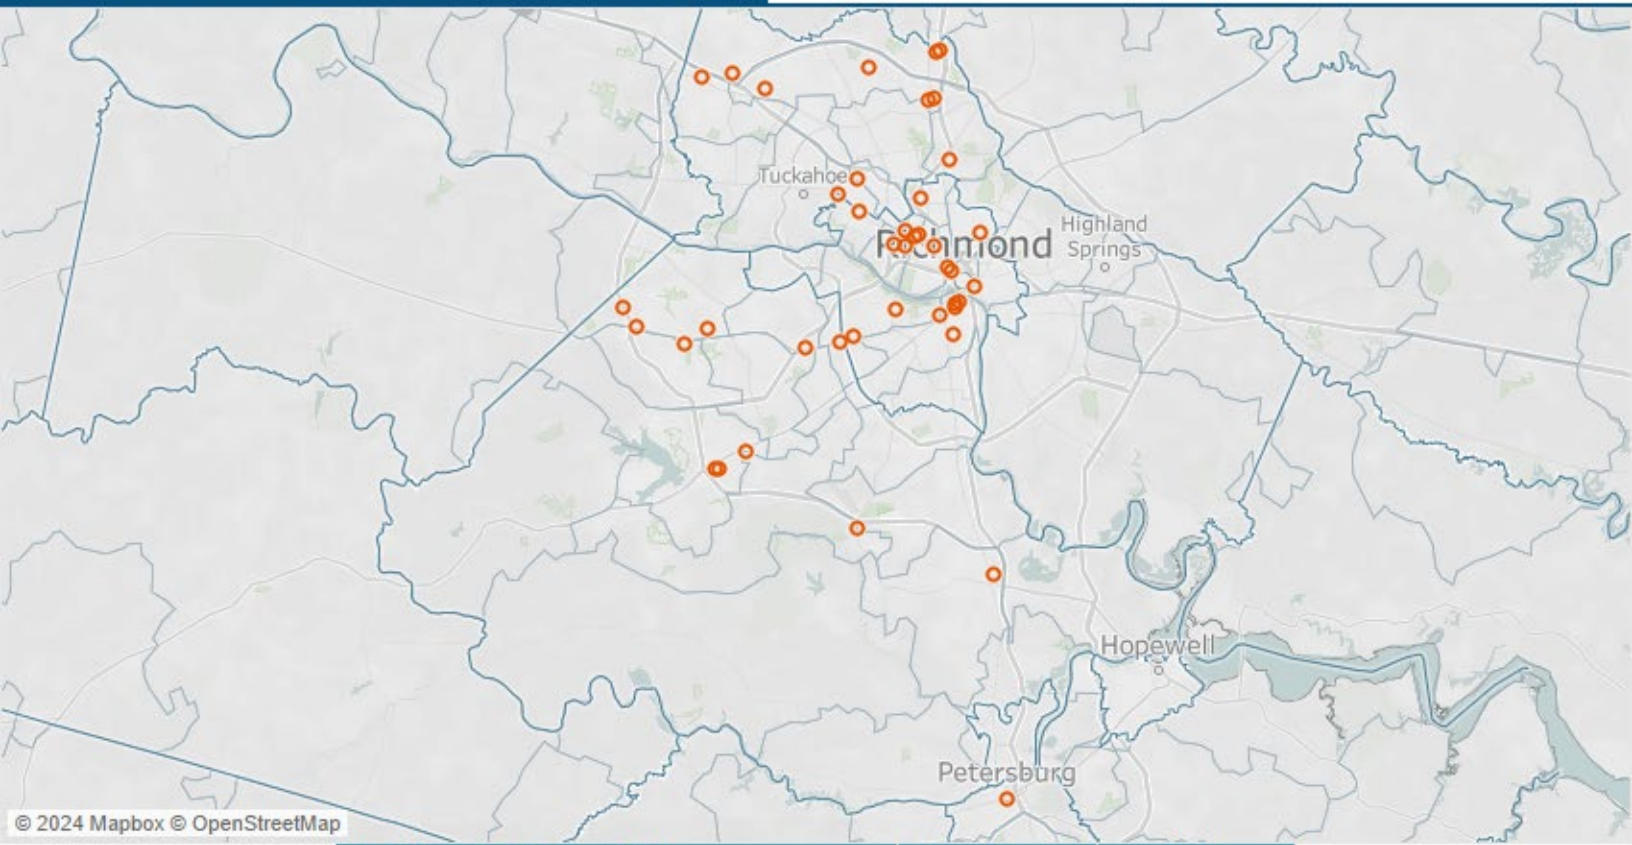 Tuckahoe
Richmond
Highland
Springs
Hopewell
Petersburg
© 2024 Mapbox © OpenStreetMap